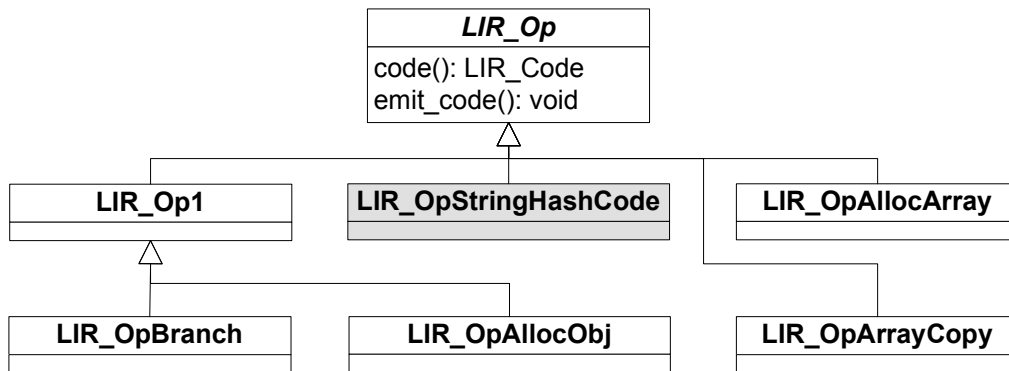 LIR_Op
code(): LIR_Code
emit_code(): void
LIR_Op1
LIR_OpStringHashCode
LIR_OpAllocArray
LIR_OpBranch
LIR_OpAllocObj
LIR_OpArrayCopy